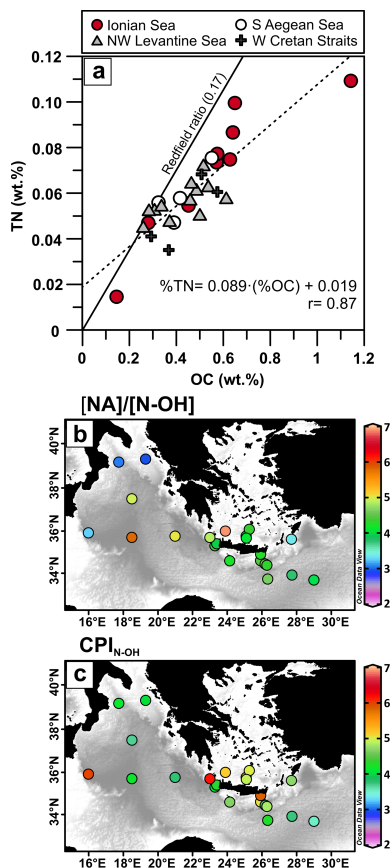 Ionian Sea S Aegean Sea
NW Levantine Sea W Cretan Straits
a
0.12
0.10
0.08
0.06
0.04
0.02
0
TN (wt.%)
Redfield ratio (0.17)
%TN= 0.089·(%OC) + 0.019
r= 0.87
0 0.2 0.4 0.6 0.8 1 1.2
OC (wt.%)
[NA]/[N-OH]
b
40°N
38°N
36°N
34°N
16°E 18°E 20°E 22°E 24°E 26°E 28°E 30°E
Ocean Data View
7
6
5
4
3
2
CPI N-OH
c
40°N
38°N
36°N
34°N
16°E 18°E 20°E 22°E 24°E 26°E 28°E 30°E
Ocean Data View
7
6
5
4
3
2